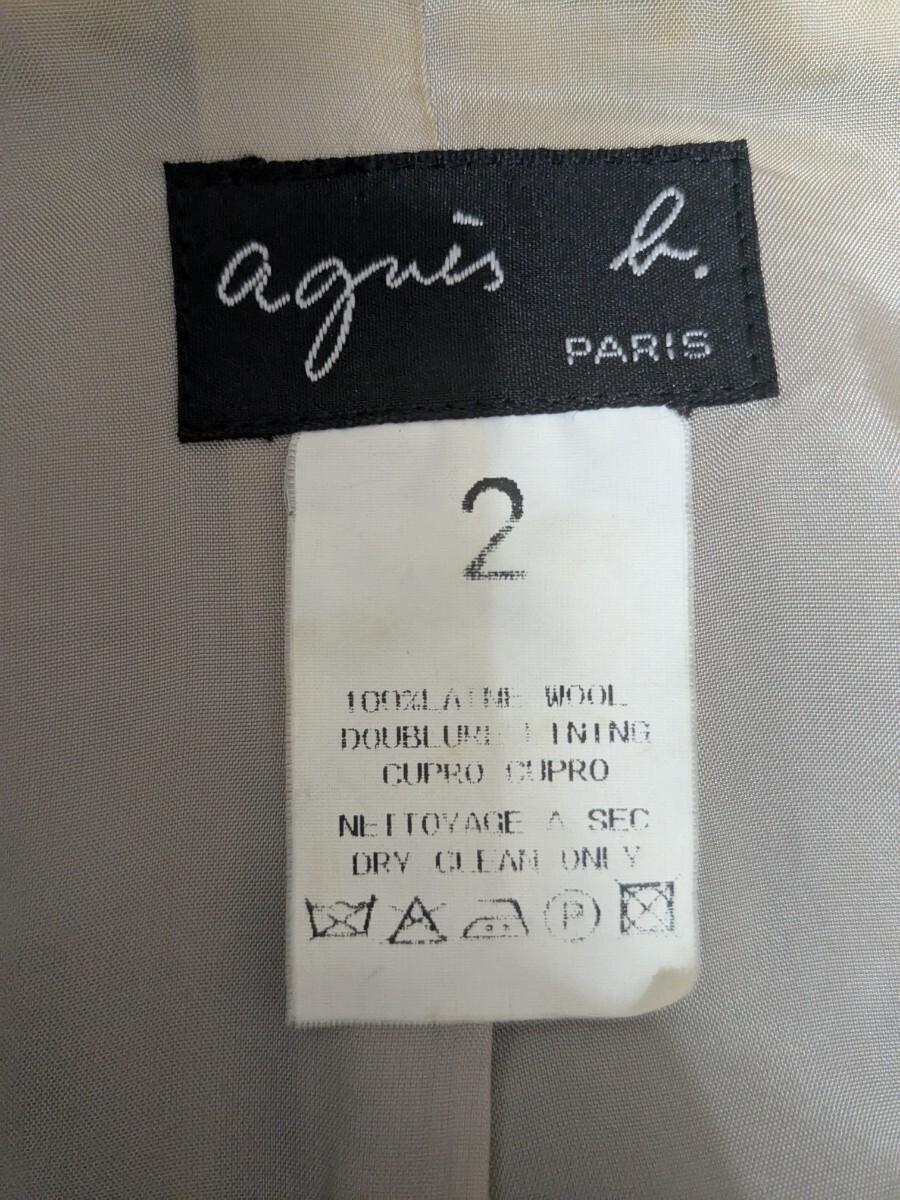 agnès b.
PARIS
2
100%LAINE WOOL
DOUBLURE LINING
CUPRO CUPRO
NETTOYAGE A SEC
DRY CLEAN ONLY
P